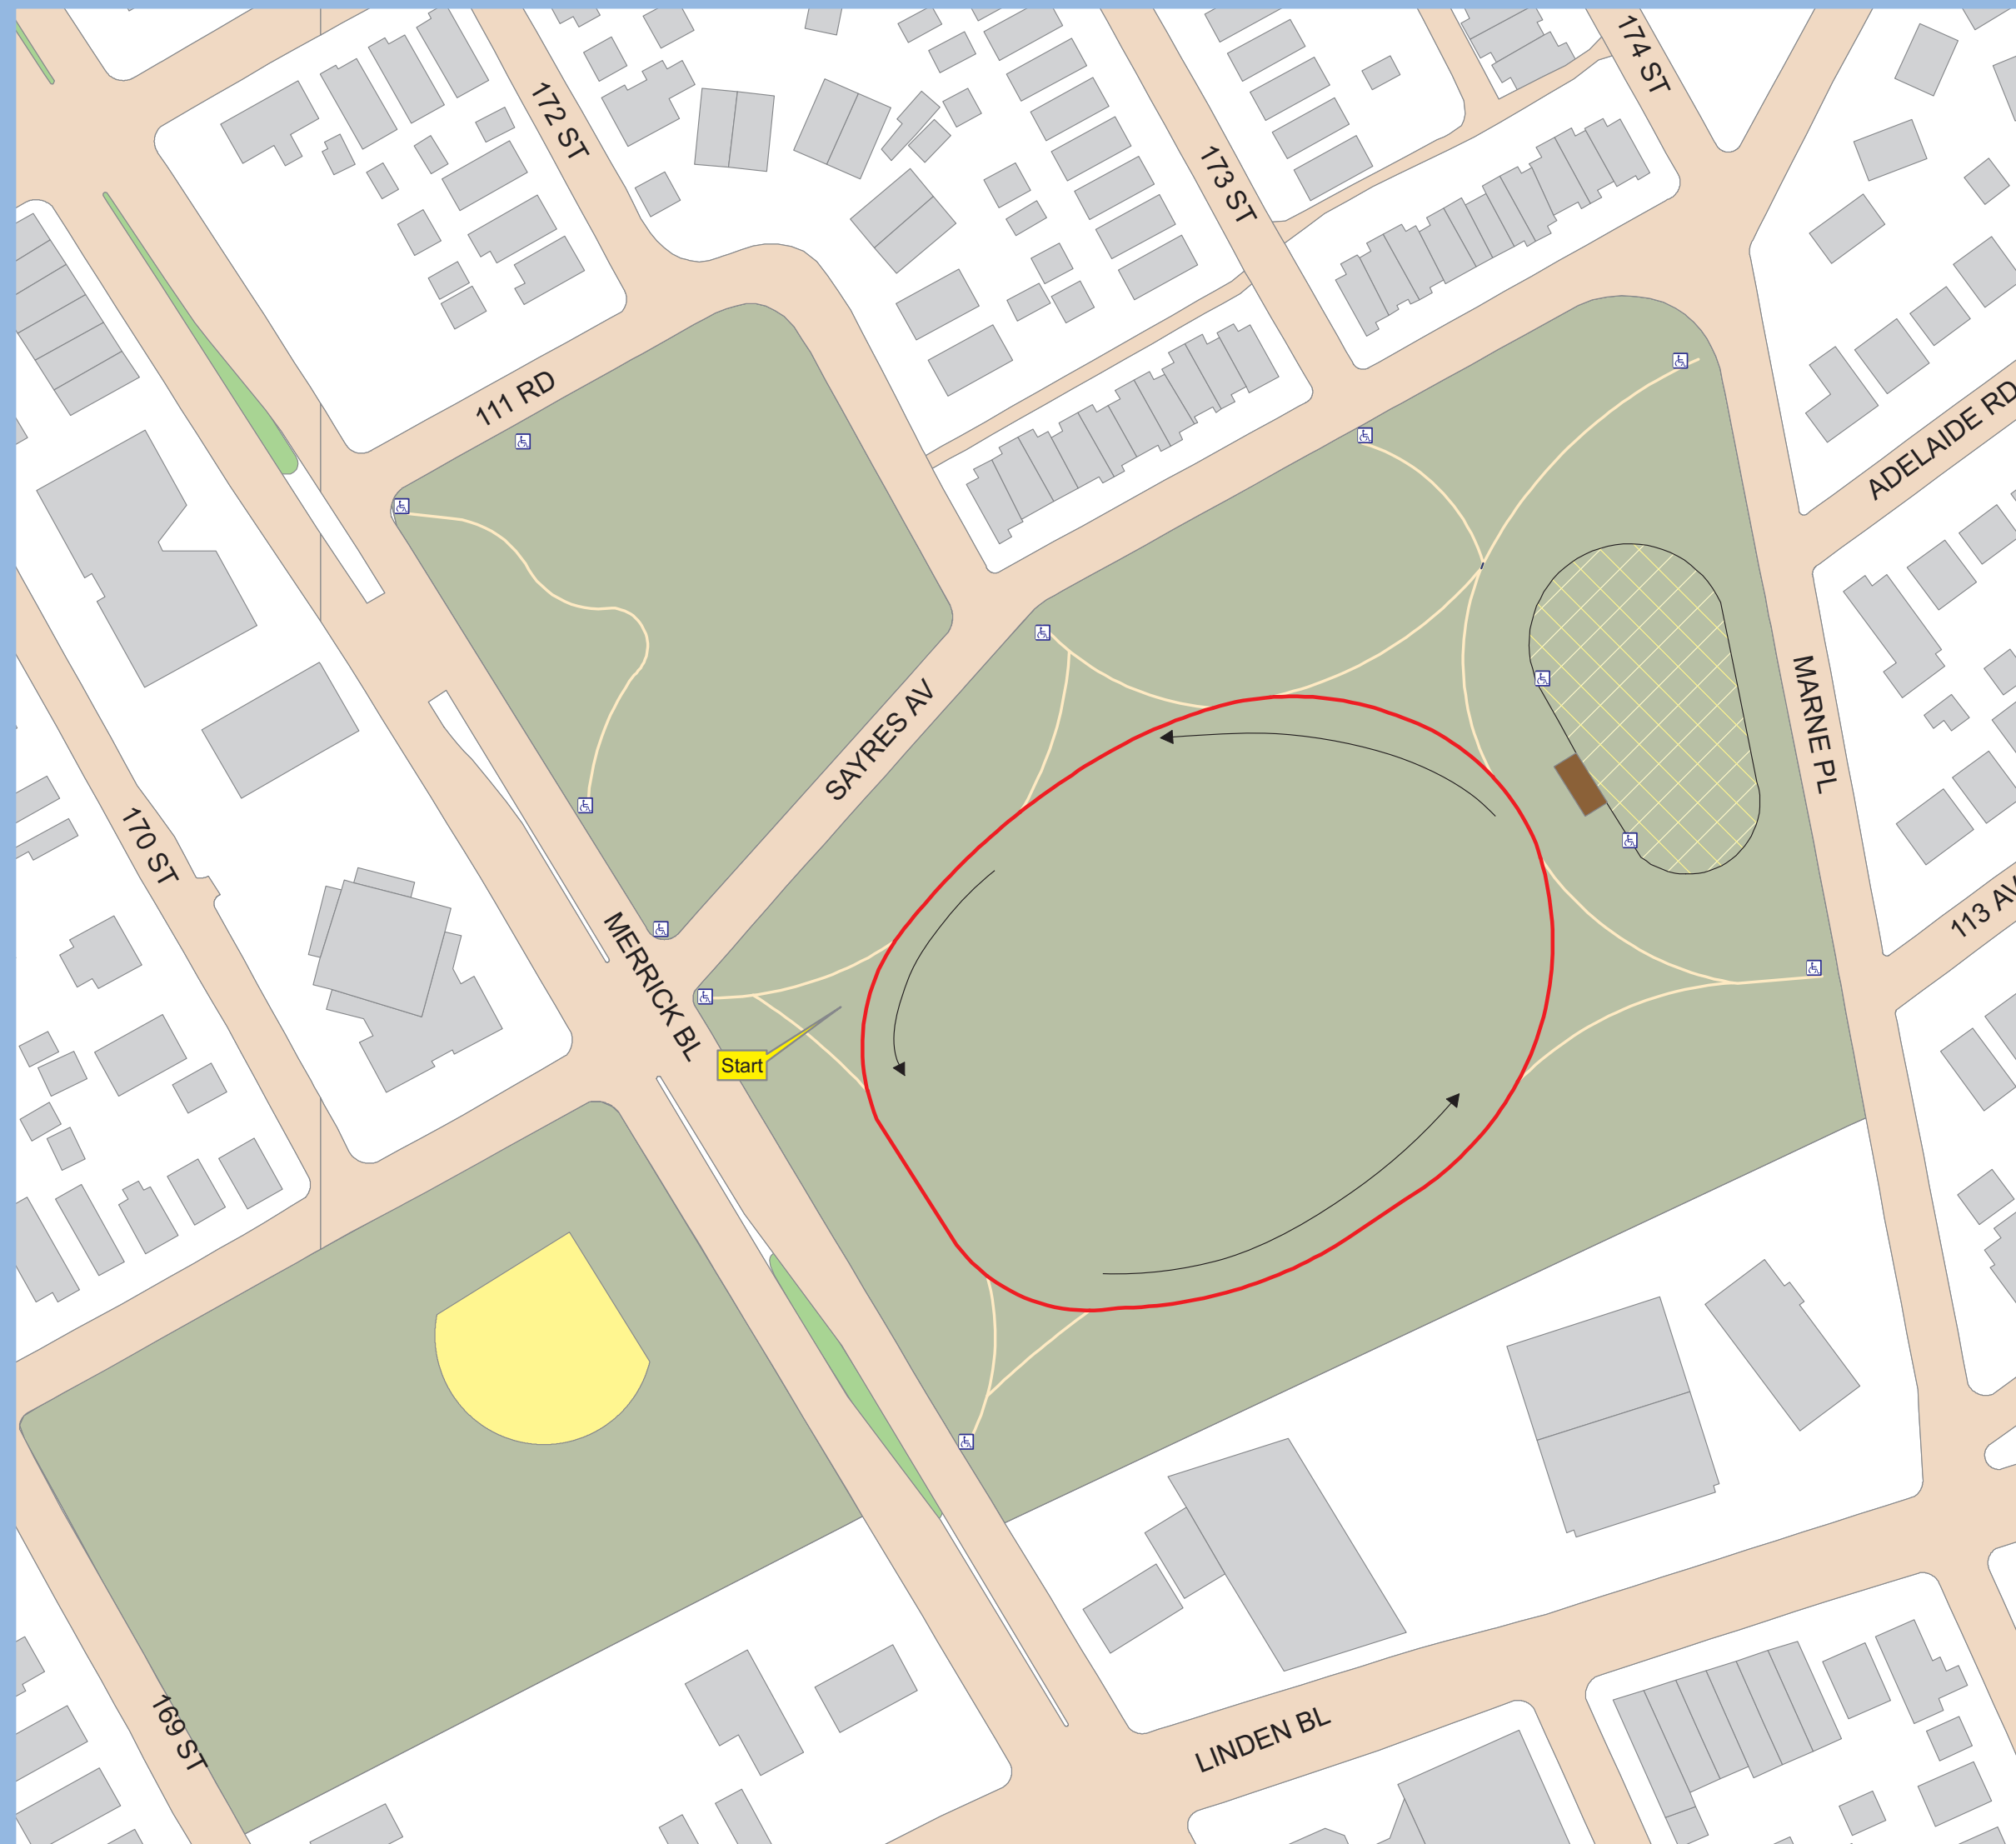 174 ST
172 ST
173 ST
111 RD
ADELAIDE RD
SAYRES AV
MARNE PL
170 ST
113 AV
MERRICK BL
Start
169 ST
LINDEN BL